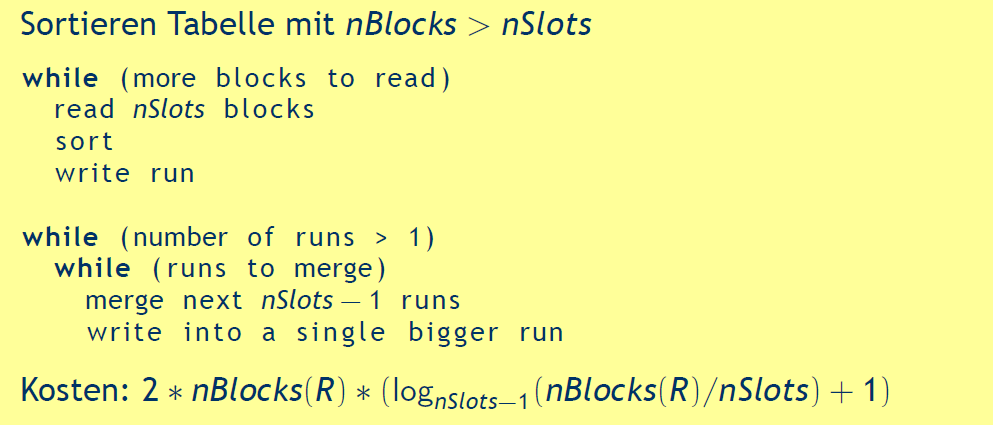 Sortieren Tabelle mit nBlocks > nSlots
while (more blocks to read)
  read nSlots blocks
  sort
  write run
while (number of runs > 1)
  while (runs to merge)
    merge next nSlots – 1 runs
    write into a single bigger run
Kosten: 2 ∗ nBlocks(R) ∗ (log_{nSlots−1}(nBlocks(R)/nSlots) + 1)